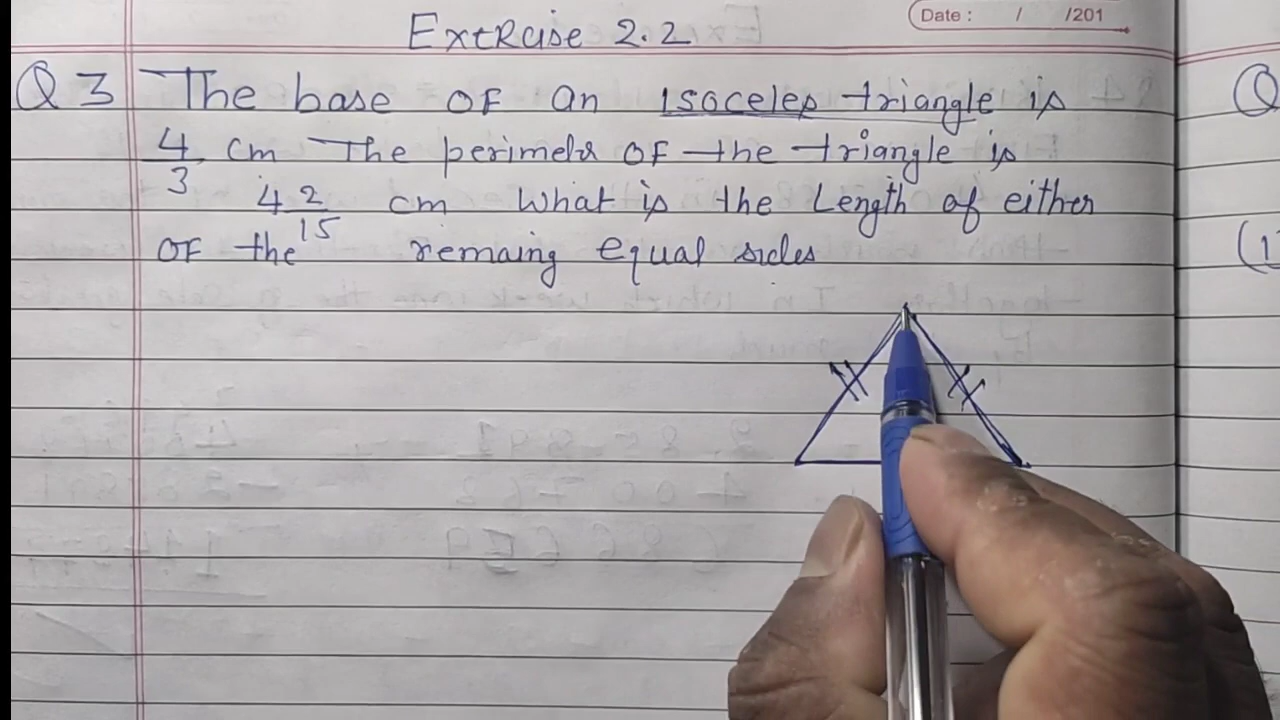 Date : / /201
Exercise 2.2
Q 3 The base OF an isoceles triangle is
4/3 cm The perimeter OF the triangle is
4 2/15 cm What is the Length of either
OF the remaing equal sides
Q
(1